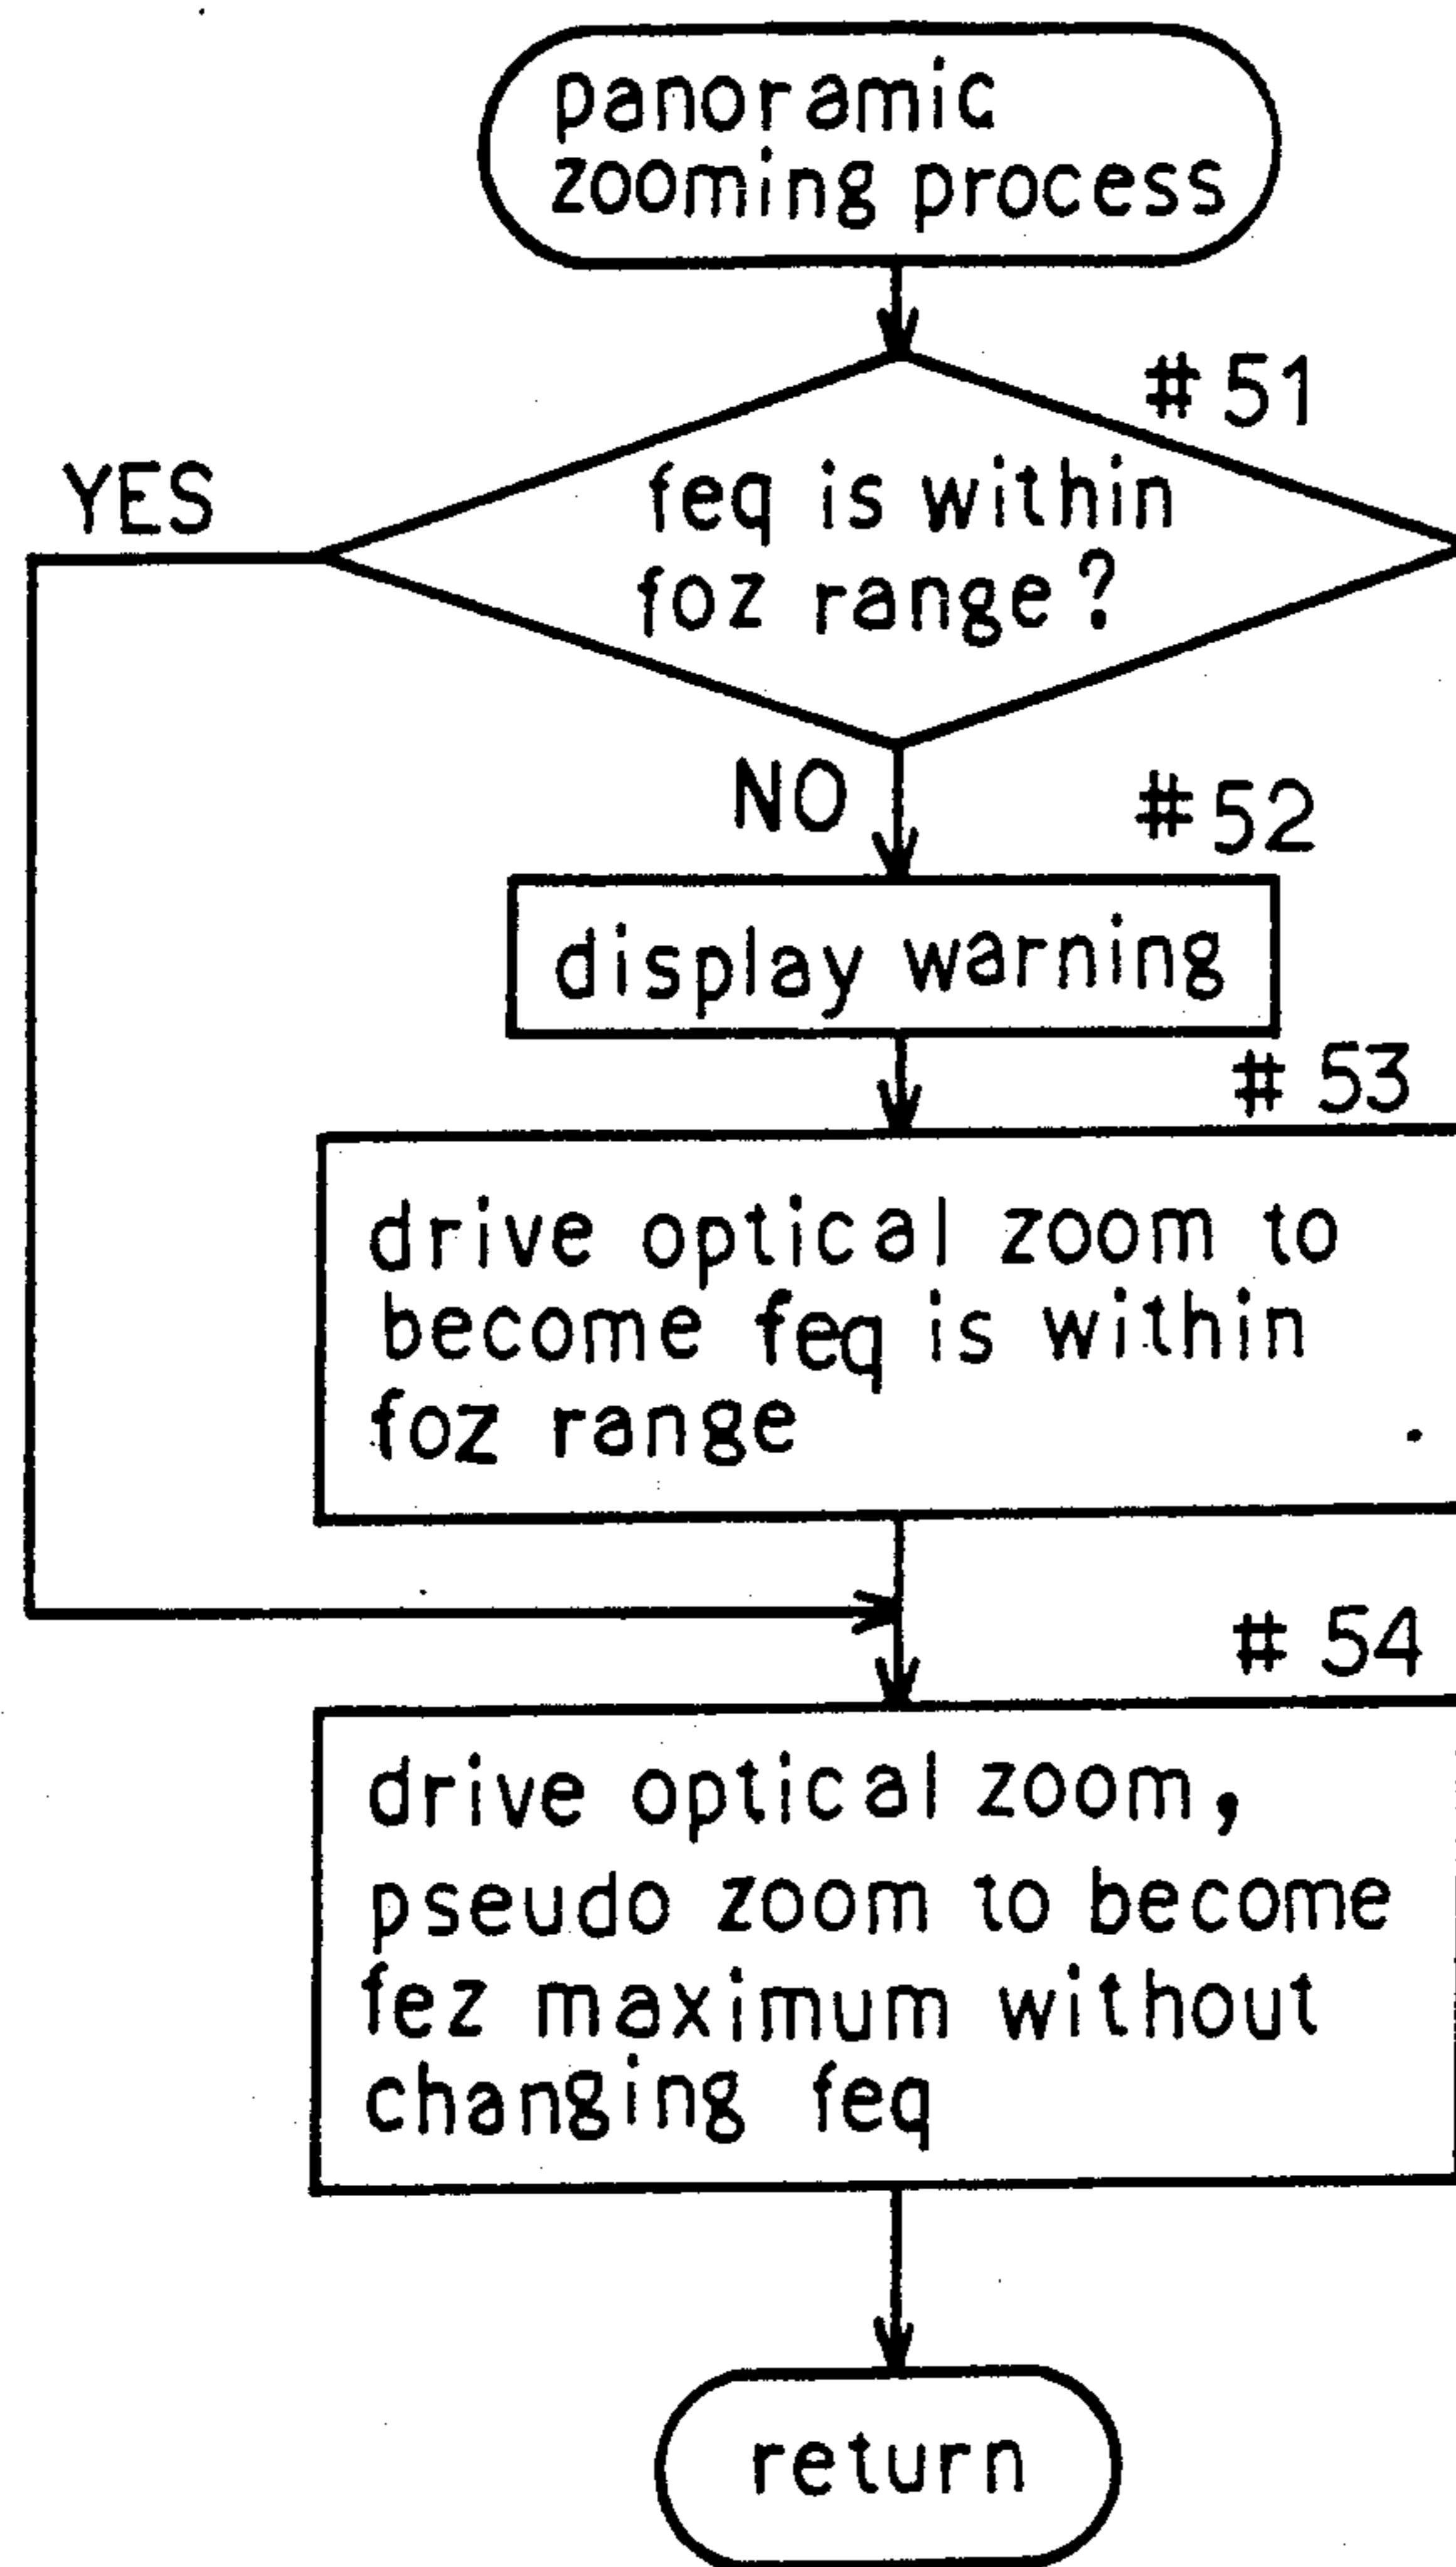 panoramic
zooming process
#51
YES
feq is within
foz range?
NO
#52
display warning
#53
drive optical zoom to
become feq is within
foz range
#54
drive optical zoom,
pseudo zoom to become
fez maximum without
changing feq
return